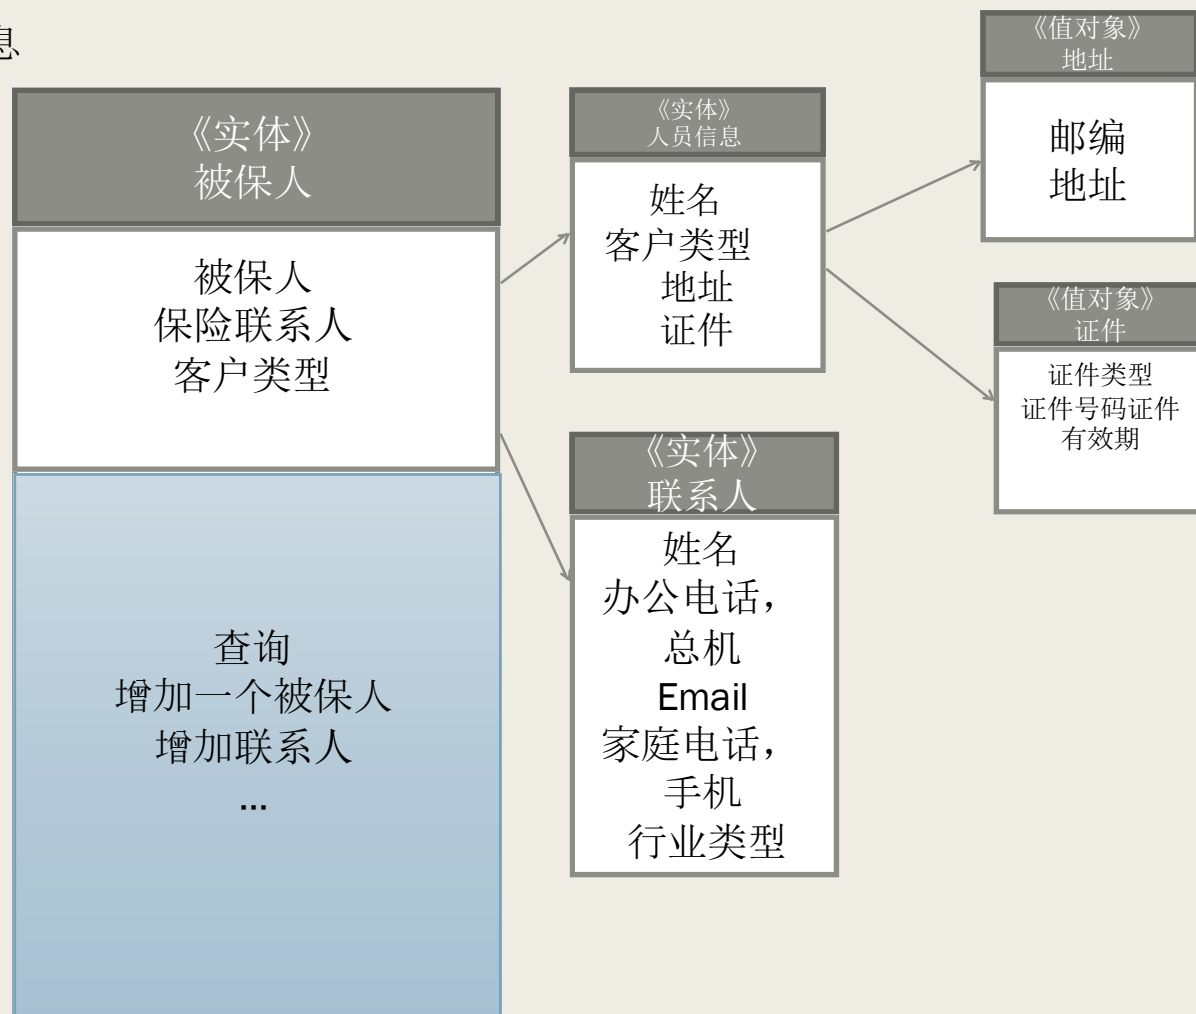 息
《实体》
被保人
被保人
保险联系人
客户类型
查询
增加一个被保人
增加联系人
...
《实体》
人员信息
姓名
客户类型
地址
证件
《实体》
联系人
姓名
办公电话，
总机
Email
家庭电话，
手机
行业类型
《值对象》
地址
邮编
地址
《值对象》
证件
证件类型
证件号码证件
有效期